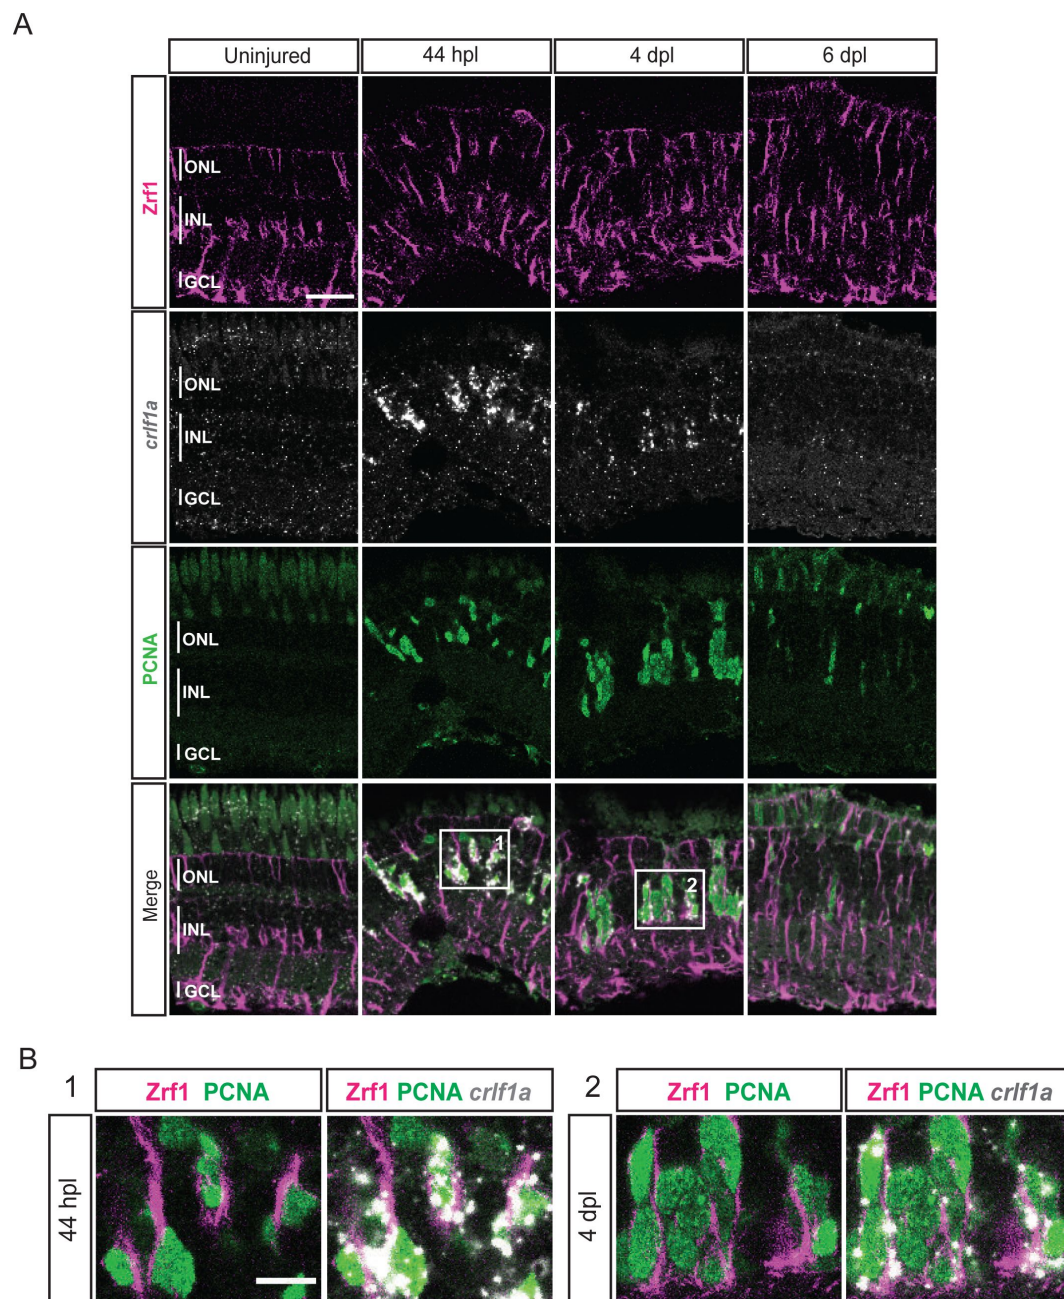 A
Uninjured
44 hpl
4 dpl
6 dpl
Zrf1
ONL
INL
GCL
crlf1a
ONL
INL
GCL
PCNA
ONL
INL
GCL
Merge
ONL
INL
GCL
1
2
B
1
Zrf1 PCNA
Zrf1 PCNA crlf1a
44 hpl
2
Zrf1 PCNA
Zrf1 PCNA crlf1a
4 dpl